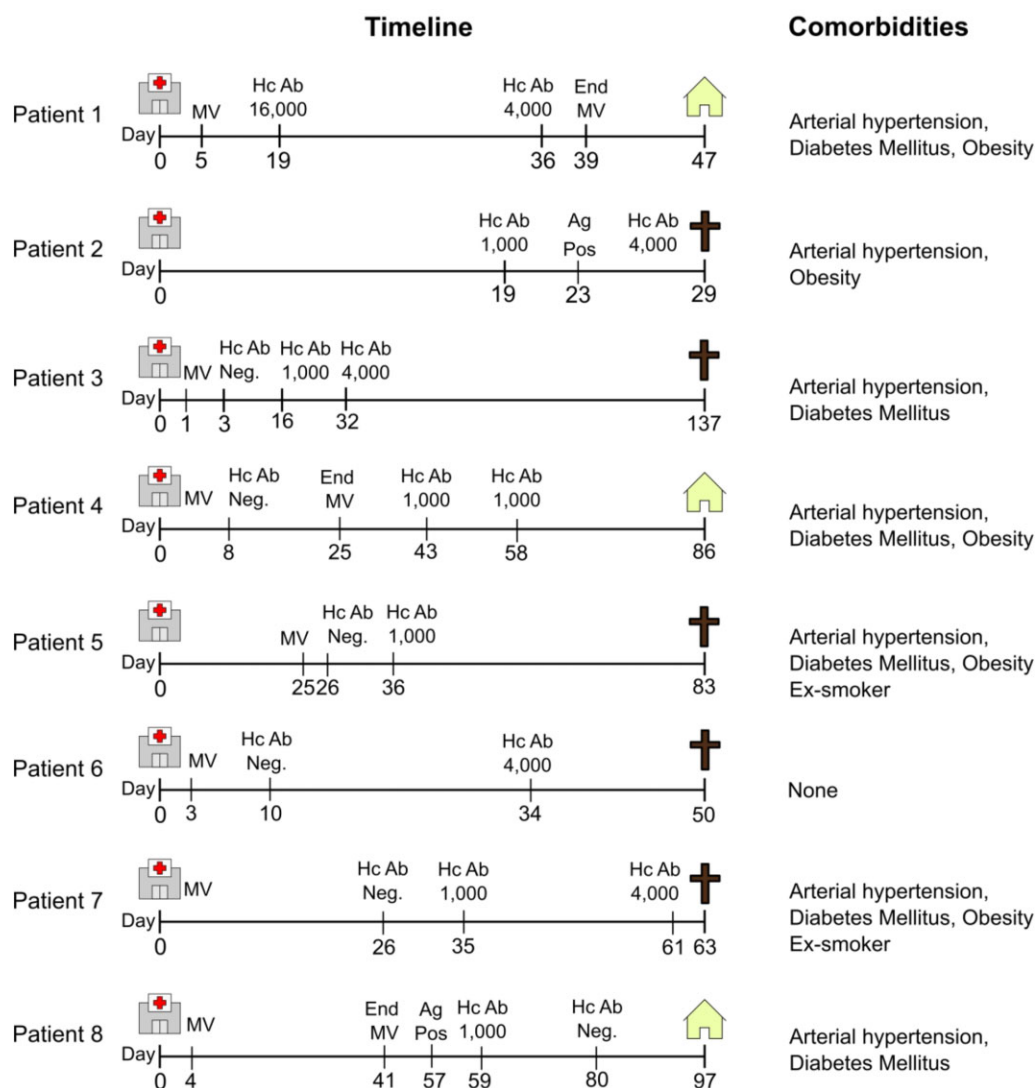 Timeline
Comorbidities
Patient 1
Hc Ab
Hc Ab
End
MV
16,000
4,000
MV
Day
0
5
19
36
39
47
Arterial hypertension,
Diabetes Mellitus, Obesity
Patient 2
Hc Ab
Ag
Hc Ab
1,000
Pos
4,000
Day
0
19
23
29
Arterial hypertension,
Obesity
Patient 3
Hc Ab
Hc Ab
Hc Ab
MV
Neg.
1,000
4,000
Day
0
1
3
16
32
137
Arterial hypertension,
Diabetes Mellitus
Patient 4
Hc Ab
End
Hc Ab
Hc Ab
MV
Neg.
MV
1,000
1,000
Day
0
8
25
43
58
86
Arterial hypertension,
Diabetes Mellitus, Obesity
Patient 5
Hc Ab
Hc Ab
MV
Neg.
1,000
Day
0
25
26
36
83
Arterial hypertension,
Diabetes Mellitus, Obesity
Ex-smoker
Patient 6
Hc Ab
Hc Ab
MV
Neg.
4,000
Day
0
3
10
34
50
None
Patient 7
Hc Ab
Hc Ab
Hc Ab
MV
Neg.
1,000
4,000
Day
0
26
35
61
63
Arterial hypertension,
Diabetes Mellitus, Obesity
Ex-smoker
Patient 8
End
Ag
Hc Ab
Hc Ab
MV
MV
Pos
1,000
Neg.
Day
0
4
41
57
59
80
97
Arterial hypertension,
Diabetes Mellitus